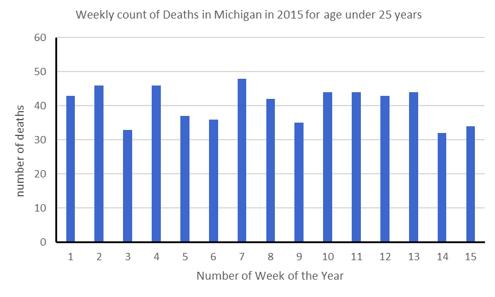 Weekly count of Deaths in Michigan in 2015 for age under 25 years
60
50
40
30
20
10
0
number of deaths
1 2 3 4 5 6 7 8 9 10 11 12 13 14 15
Number of Week of the Year